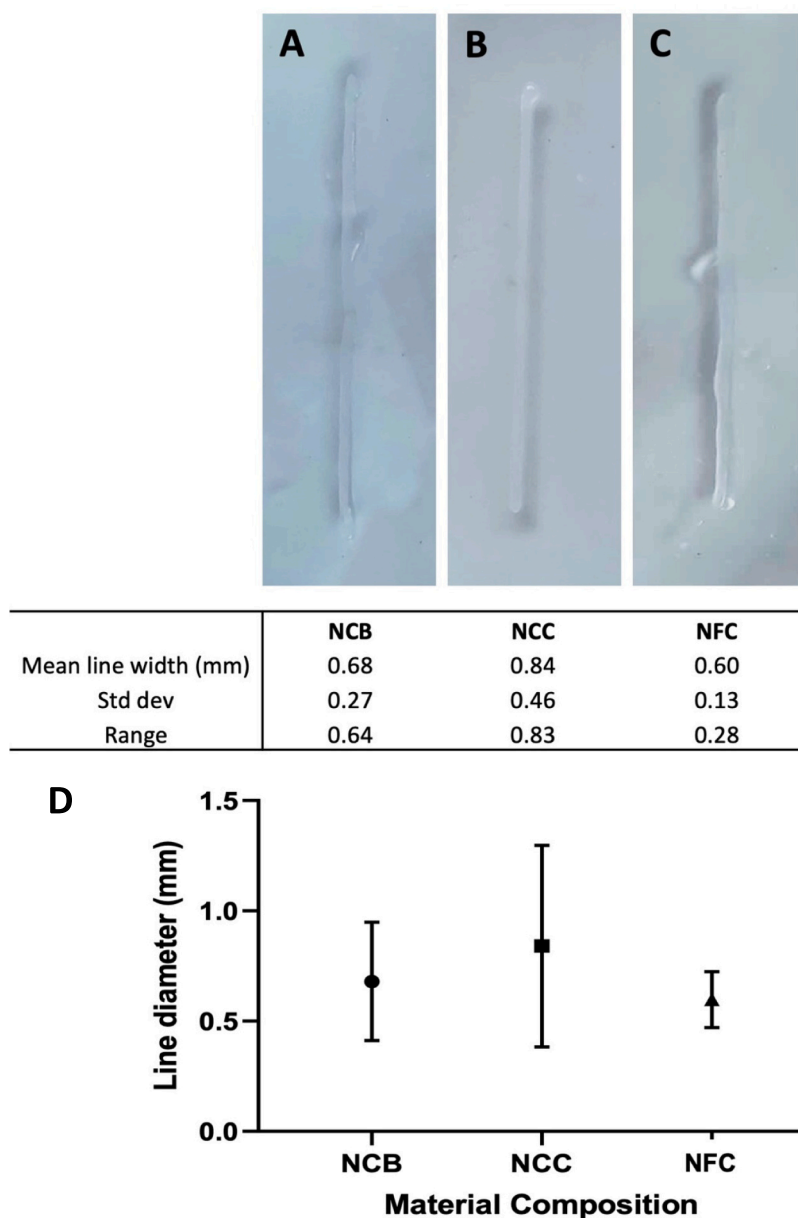 A B C
NCB NCC NFC
Mean line width (mm) 0.68 0.84 0.60
Std dev 0.27 0.46 0.13
Range 0.64 0.83 0.28
D
1.5
1.0
0.5
0.0
Line diameter (mm)
NCB NCC NFC
Material Composition